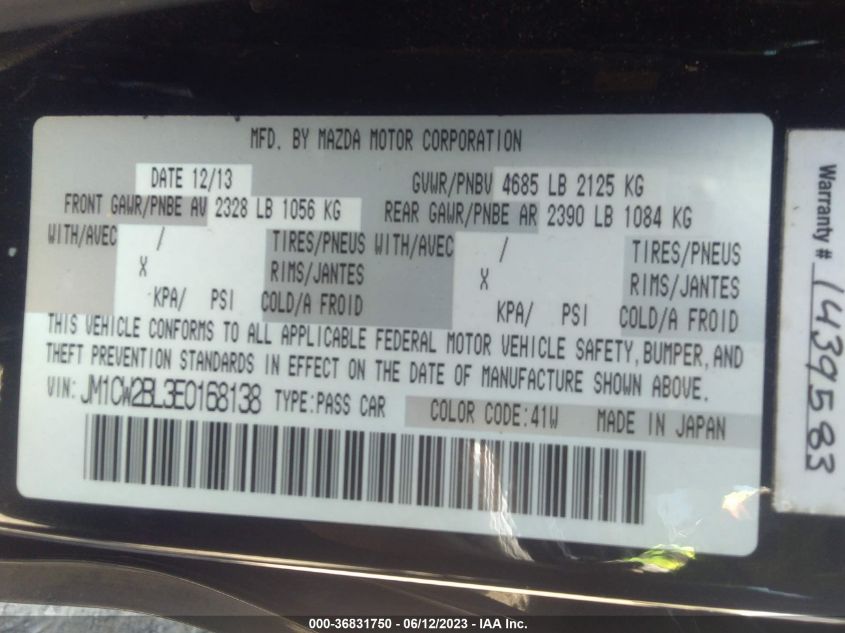 MFD. BY MAZDA MOTOR CORPORATION
DATE 12/13 GVWR/PNBV 4685 LB 2125 KG
FRONT GAWR/PNBE AV 2328 LB 1056 KG REAR GAWR/PNBE AR 2390 LB 1084 KG
WITH/AVEC / TIRES/PNEUS WITH/AVEC / TIRES/PNEUS
X RIMS/JANTES X RIMS/JANTES
KPA/ PSI COLD/A FROID KPA/ PSI COLD/A FROID
THIS VEHICLE CONFORMS TO ALL APPLICABLE FEDERAL MOTOR VEHICLE SAFETY, BUMPER, AND
THEFT PREVENTION STANDARDS IN EFFECT ON THE DATE OF MANUFACTURE SHOWN ABOVE.
VIN: JM1CW2BL3E0168138 TYPE:PASS CAR COLOR CODE:41W MADE IN JAPAN
Warranty # 1439583
000-36831750 - 06/12/2023 - IAA Inc.